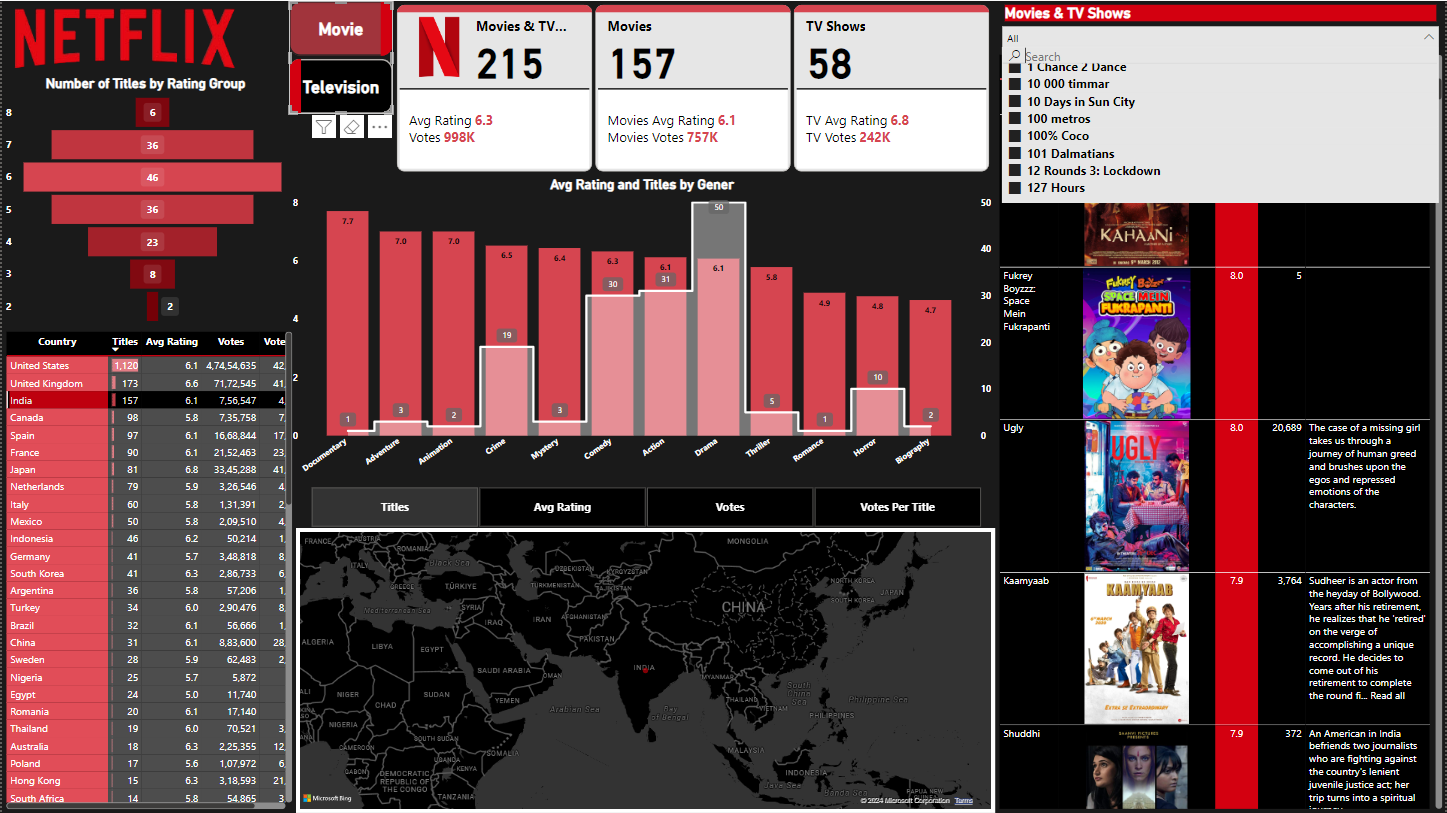 NETFLIX
Number of Titles by Rating Group
8 6
7 36
6 46
5 36
4 23
3 8
2 2
Movie
Television
Movies & TV...
215
Avg Rating 6.3
Votes 998K
Movies
157
Movies Avg Rating 6.1
Movies Votes 757K
TV Shows
58
TV Avg Rating 6.8
TV Votes 242K
Country Titles Avg Rating Votes Vote
United States 1,120 6.1 4,74,54,635 42,
United Kingdom 173 6.6 71,72,545 41,
India 157 6.1 7,56,547 4,
Canada 98 5.8 7,35,758 7,
Spain 97 6.1 16,68,844 17,
France 90 6.1 21,52,463 23,
Japan 81 6.8 33,45,288 41,
Netherlands 79 5.9 3,26,546 4,
Italy 60 5.8 1,31,391 2,
Mexico 50 5.8 2,09,510 4,
Indonesia 46 6.2 50,214 1,
Germany 41 5.7 3,48,818 8,
South Korea 41 6.3 2,86,733 6,
Argentina 36 5.8 57,206 1,
Turkey 34 6.0 2,90,476 8,
Brazil 32 6.1 56,666 1,
China 31 6.1 8,83,600 28,
Sweden 28 5.9 62,483 2,
Nigeria 25 5.7 5,872
Egypt 24 5.0 11,740
Romania 20 6.1 17,140
Thailand 19 6.0 70,521 3,
Australia 18 6.3 2,25,355 12,
Poland 17 5.6 1,07,972 6,
Hong Kong 15 6.3 3,18,593 21,
South Africa 14 5.8 54,865 3,
Avg Rating and Titles by Gener
8
6
4
2
0
50
40
30
20
10
0
7.7 7.0 7.0 6.5 6.4 6.3 6.1 6.1 5.8 4.9 4.8 4.7
1 3 2 19 3 30 31 50 5 1 10 2
Documentary Adventure Animation Crime Mystery Comedy Action Drama Thriller Romance Horror Biography
Titles
Avg Rating
Votes
Votes Per Title
FRANCE
AUSTRIA
ROMANIA
ITALY
Black Sea
GREECE
TÜRKIYE
Mediterranean Sea
SYRIA
IRAQ
IRAN
UZBEKISTAN
KYRGYZSTAN
TURKMENISTAN
TAJIKISTAN
AFGHANISTAN
PAKISTAN
MONGOLIA
CHINA
NORTH KOREA
SOUTH KOREA
JAPAN
ALGERIA
LIBYA
EGYPT
SAUDI ARABIA
OMAN
INDIA
MYANMAR
NIGER
CHAD
SUDAN
YEMEN
Arabian Sea
Bay
of Bengal
THAILAND
VIETNAM
South
China
Sea
Philippine Sea
PHILIPPINES
NIGERIA
SOUTH SUDAN
CAMEROON
UGANDA
KENYA
SOMALIA
GABON
DEMOCRATIC
REPUBLIC OF
THE CONGO
TANZANIA
MALAYSIA
INDONESIA
Java Sea
Banda Sea
PAPUA NEW
GUINEA
Microsoft Bing
© 2024 Microsoft Corporation Terms
Movies & TV Shows
All
Search
1 Chance 2 Dance
10 000 timmar
10 Days in Sun City
100 metros
100% Coco
101 Dalmatians
12 Rounds 3: Lockdown
127 Hours
KAHAANI
Fukrey
Boyzzz:
Space
Mein
Fukrapanti
FUKREY BOYZZZ
SPACE MEIN
FUKRAPANTI
8.0
5
Ugly
UGLY
8.0
20,689
The case of a missing girl
takes us through a
journey of human greed
and brushes upon the
egos and repressed
emotions of the
characters.
Kaamyaab
KAAMYAAB
6TH MARCH
2020
EXTRA IS EXTRAORDINARY
7.9
3,764
Sudheer is an actor from
the heyday of Bollywood.
Years after his retirement,
he realizes that he 'retired'
on the verge of
accomplishing a unique
record. He decides to
come out of his
retirement to complete
the round fi... Read all
Shuddhi
7.9
372
An American in India
befriends two journalists
who are fighting against
the country's lenient
juvenile justice act; her
trip turns into a spiritual
journey.